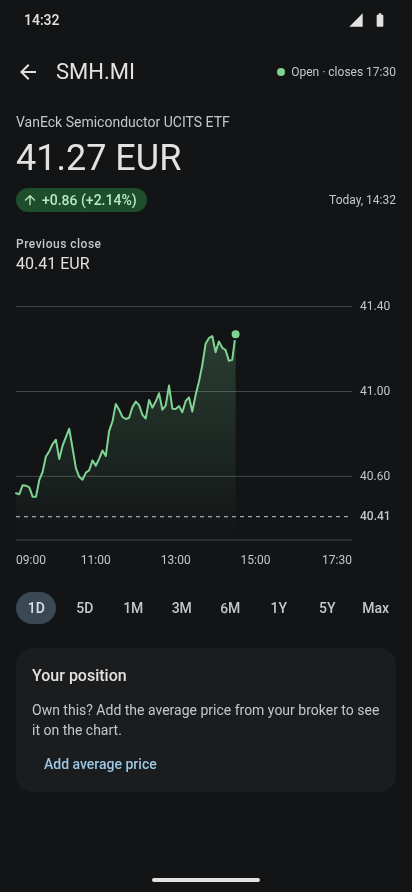 14:32
SMH.MI
Open · closes 17:30
VanEck Semiconductor UCITS ETF
41.27 EUR
+0.86 (+2.14%)
Today, 14:32
Previous close
40.41 EUR
41.40
41.00
40.60
40.41
09:00 11:00 13:00 15:00 17:30
1D 5D 1M 3M 6M 1Y 5Y Max
Your position
Own this? Add the average price from your broker to see
it on the chart.
Add average price